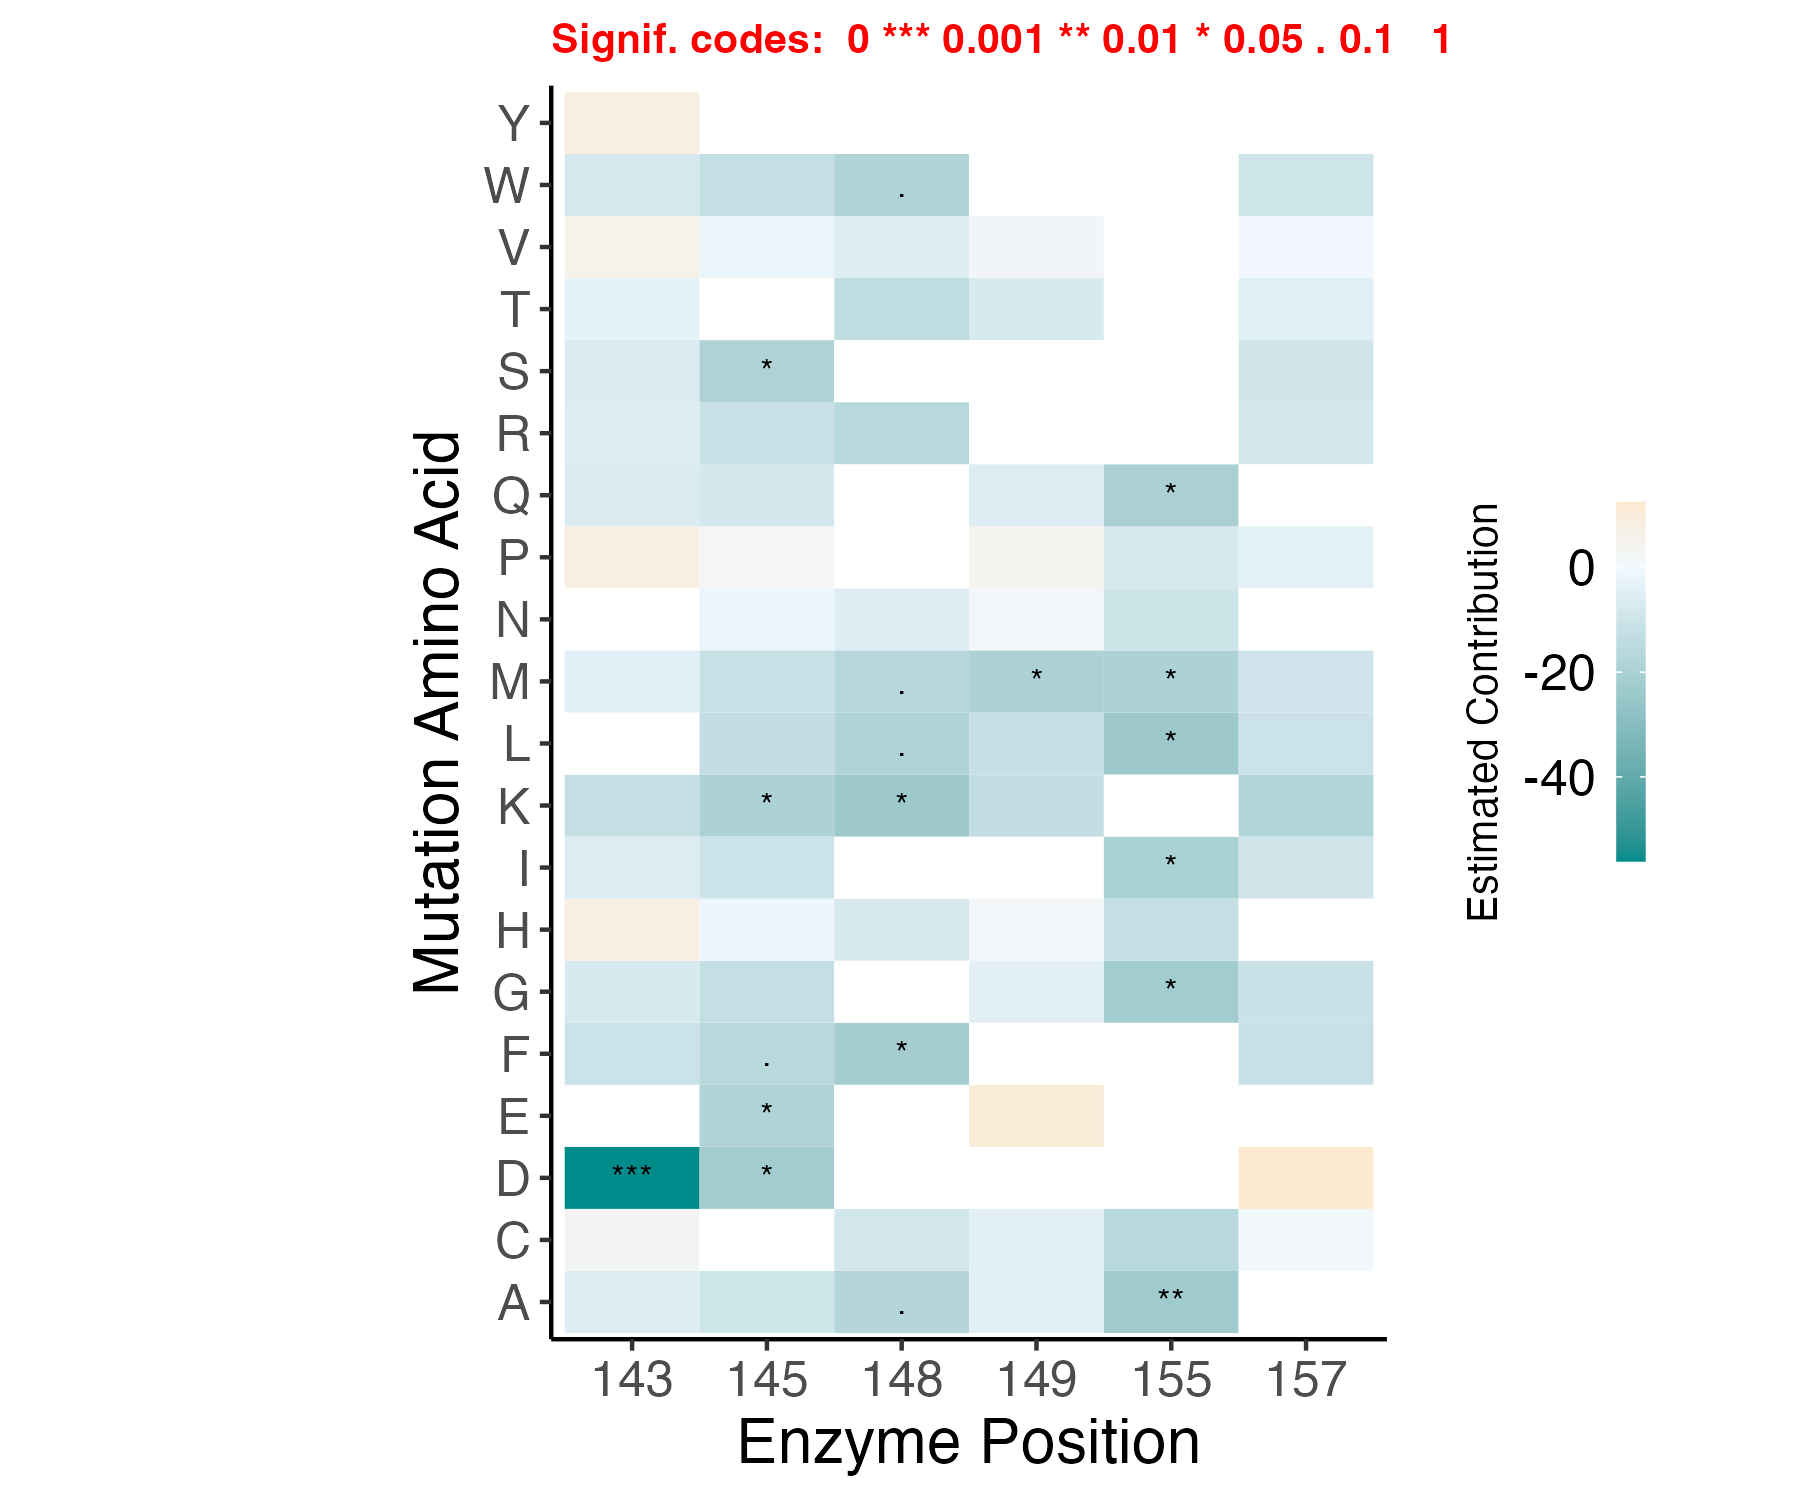 Signif. codes:  0 *** 0.001 ** 0.01 * 0.05 . 0.1   1
Mutation Amino Acid
Y
W .
V
T
S *
R
Q *
P
N
M . * *
L . *
K * *
I *
H
G *
F . *
E *
D *** *
C
A . **
143 145 148 149 155 157
Enzyme Position
Estimated Contribution
0
-20
-40